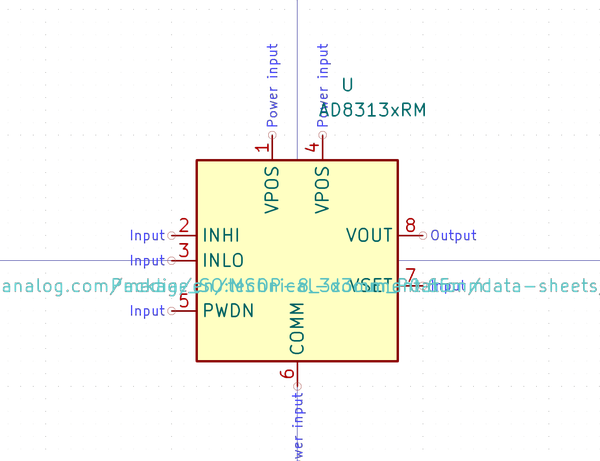 Power input
Power input
U
AD8313xRM
1
4
VPOS
VPOS
Input 2 INHI
VOUT 8 Output
Input 3 INLO
7
VSET Input
Input 5 PWDN
COMM
6